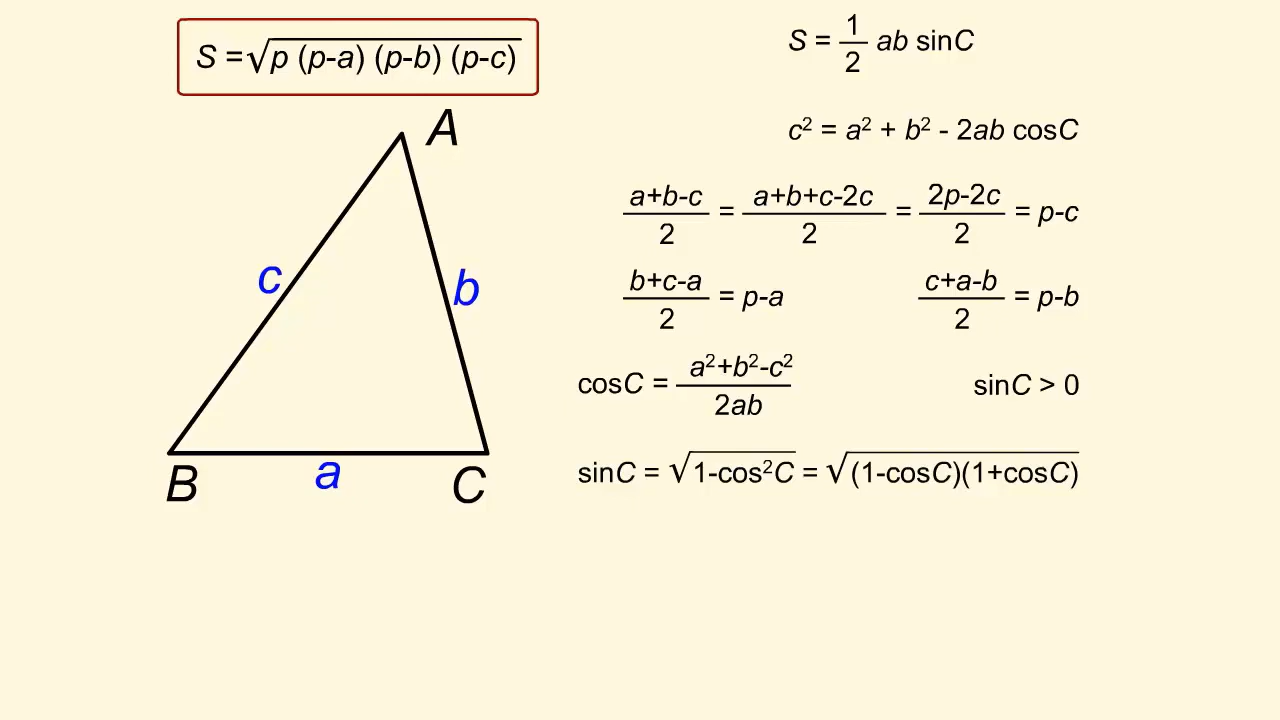 S = √p (p-a) (p-b) (p-c)
S = 1/2 ab sinC
c² = a² + b² - 2ab cosC
a+b-c/2 = a+b+c-2c/2 = 2p-2c/2 = p-c
b+c-a/2 = p-a
c+a-b/2 = p-b
cosC = a²+b²-c²/2ab
sinC > 0
sinC = √1-cos²C = √(1-cosC)(1+cosC)
A
c
b
B
a
C